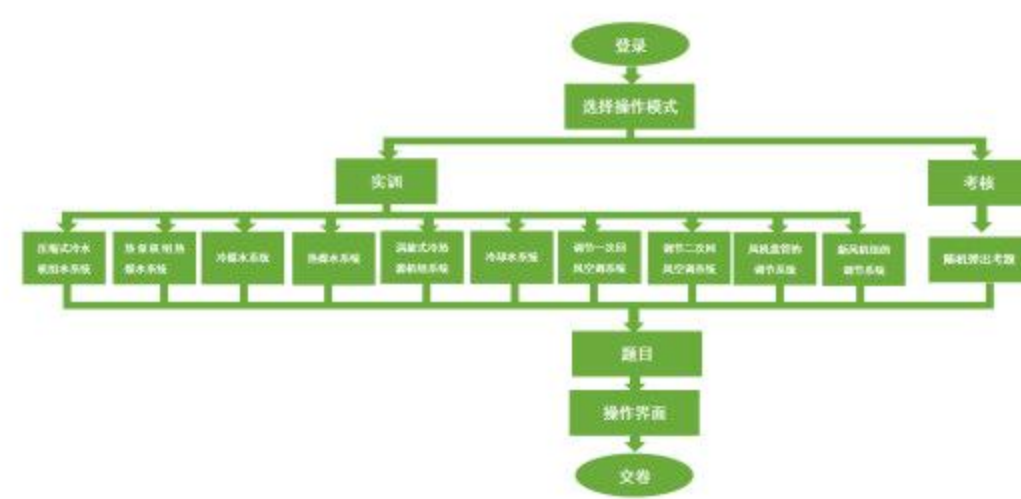 登录
选择操作模式
实训
考核
压缩式冷水
机组水系统
热泵机组热
媒水系统
冷媒水系统
热媒水系统
涡旋式冷热
源机组系统
冷却水系统
调节一次回
风空调系统
调节二次回
风空调系统
风机盘管的
调节系统
新风机组的
调节系统
随机弹出考题
题目
操作界面
交卷